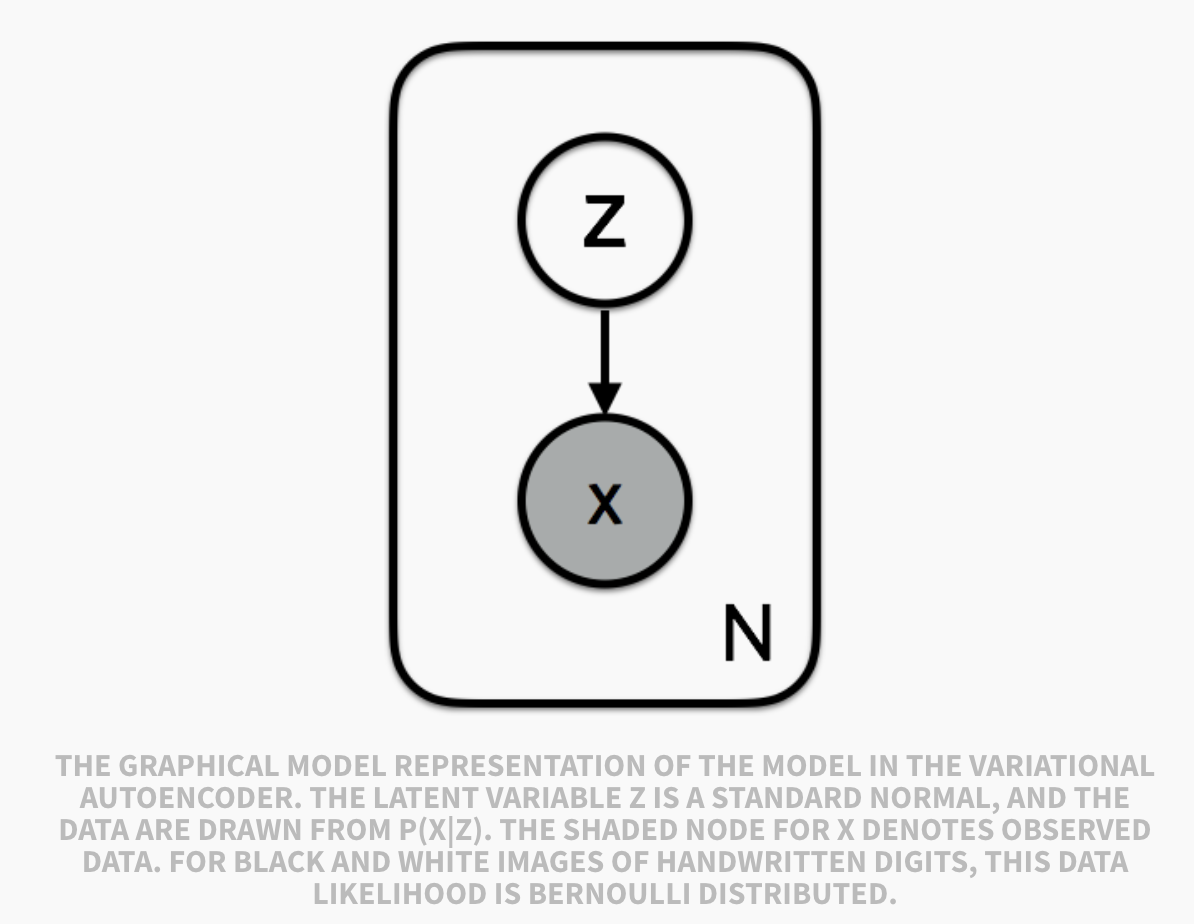 Z
X
N
THE GRAPHICAL MODEL REPRESENTATION OF THE MODEL IN THE VARIATIONAL
AUTOENCODER. THE LATENT VARIABLE Z IS A STANDARD NORMAL, AND THE
DATA ARE DRAWN FROM P(X|Z). THE SHADED NODE FOR X DENOTES OBSERVED
DATA. FOR BLACK AND WHITE IMAGES OF HANDWRITTEN DIGITS, THIS DATA
LIKELIHOOD IS BERNOULLI DISTRIBUTED.